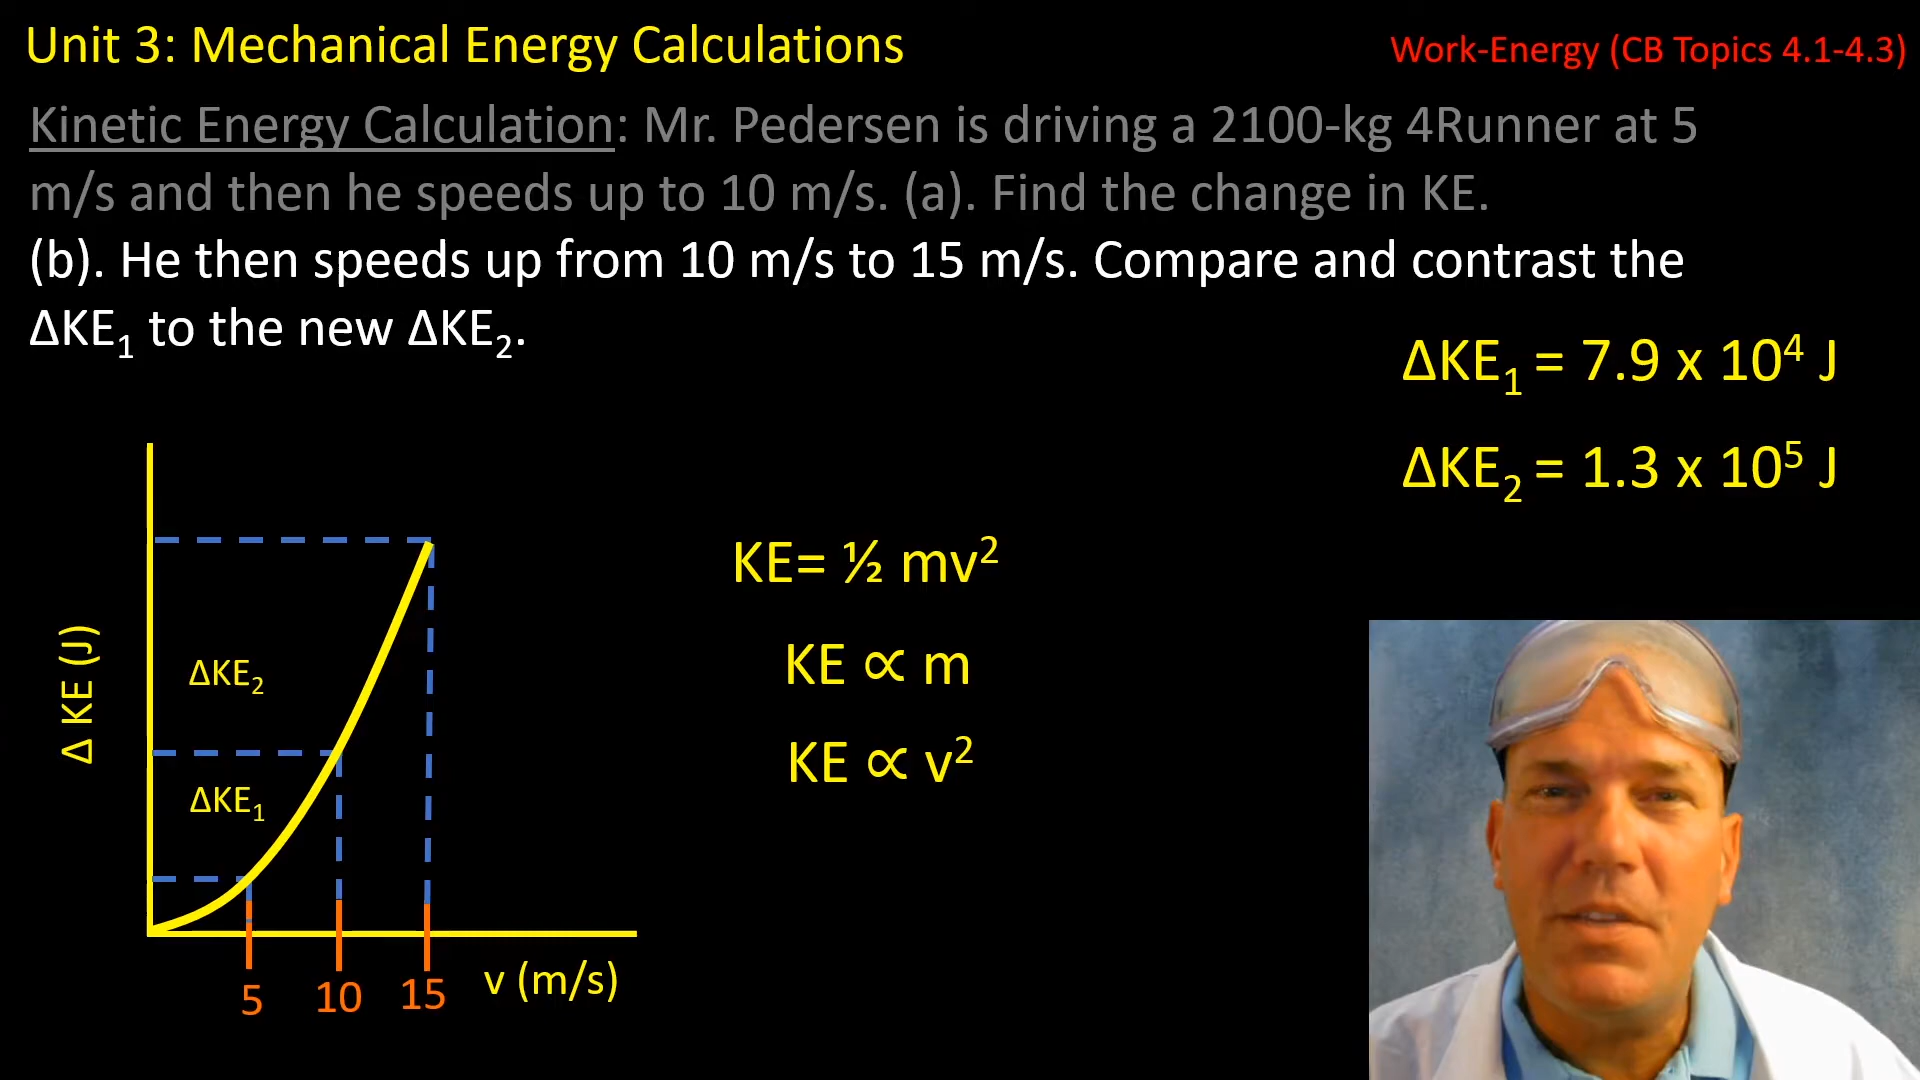 Unit 3: Mechanical Energy Calculations
Work-Energy (CB Topics 4.1-4.3)
Kinetic Energy Calculation: Mr. Pedersen is driving a 2100-kg 4Runner at 5
m/s and then he speeds up to 10 m/s. (a). Find the change in KE.
(b). He then speeds up from 10 m/s to 15 m/s. Compare and contrast the
ΔKE₁ to the new ΔKE₂.
ΔKE₁ = 7.9 x 10⁴ J
ΔKE₂ = 1.3 x 10⁵ J
KE= ½ mv²
KE ∝ m
KE ∝ v²
Δ KE (J)
ΔKE₂
ΔKE₁
5
10
15
v (m/s)